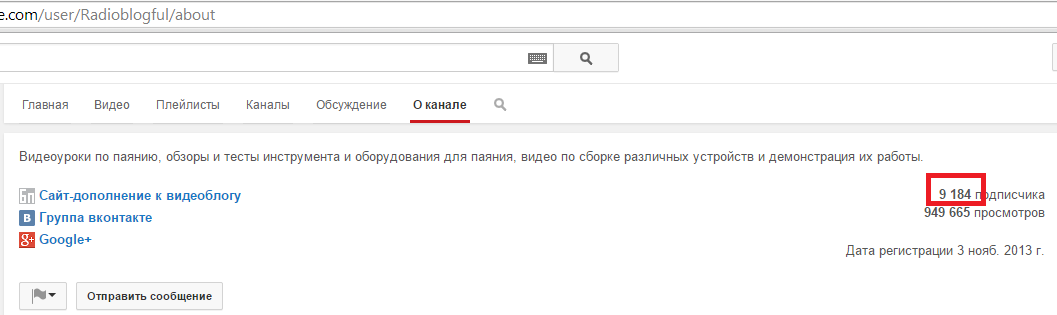 e.com/user/Radioblogful/about
Главная Видео Плейлисты Каналы Обсуждение О канале
Видеоуроки по паянию, обзоры и тесты инструмента и оборудования для паяния, видео по сборке различных устройств и демонстрация их работы.
Сайт-дополнение к видеоблогу
9 184 подписчика
B Группа вконтакте
949 665 просмотров
g+ Google+
Дата регистрации 3 нояб. 2013 г.
Отправить сообщение